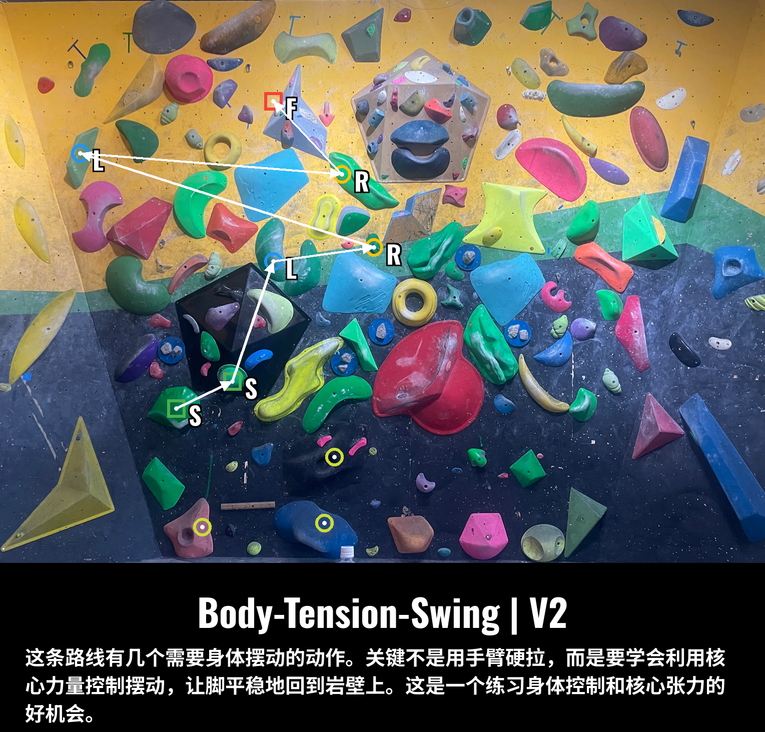 F
L
R
R
L
S
S
Body-Tension-Swing | V2
这条路线有几个需要身体摆动的动作。关键不是用手臂硬拉，而是要学会利用核
心力量控制摆动，让脚平稳地回到岩壁上。这是一个练习身体控制和核心张力的
好机会。